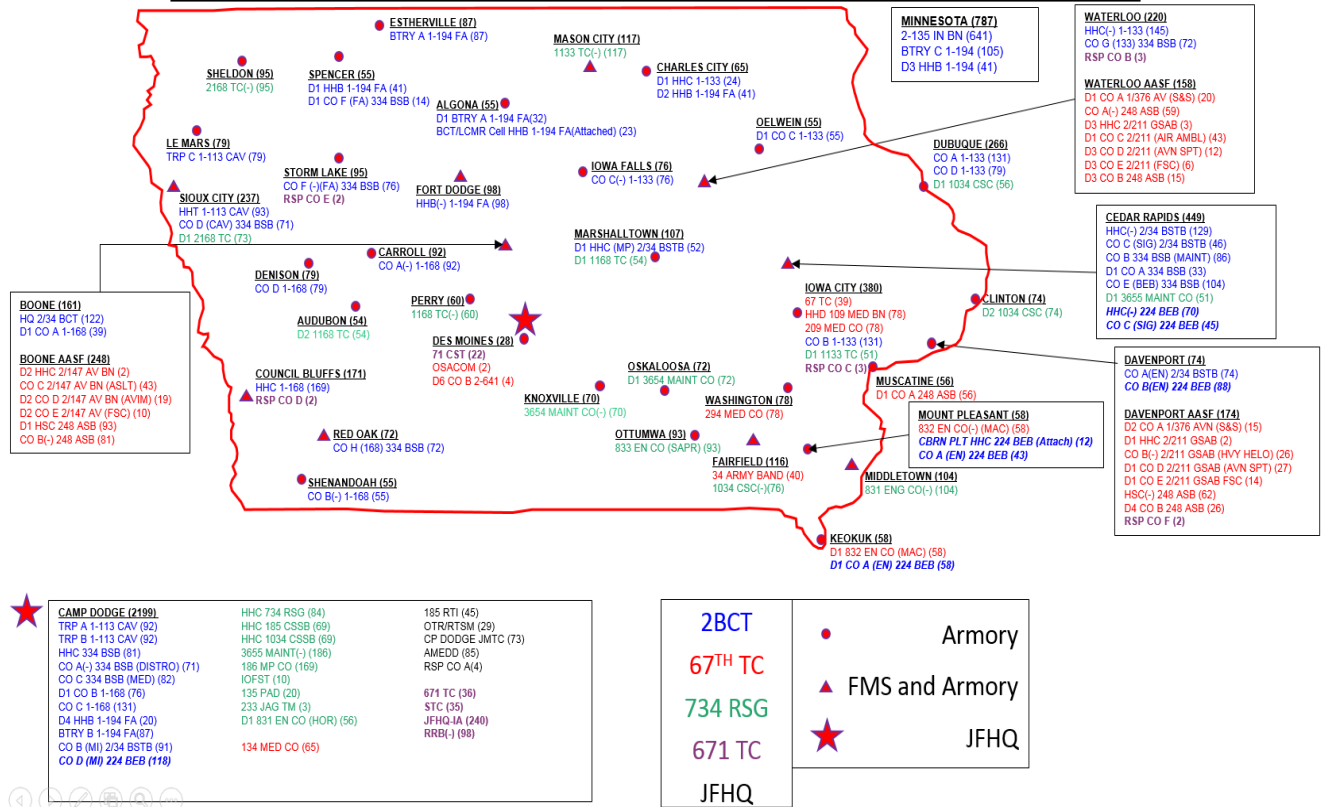 ESTHERVILLE (87)
BTRY A 1-194 FA (87)
MASON CITY (117)
1133 TC(-) (117)
MINNESOTA (787)
2-135 IN BN (641)
BTRY C 1-194 (105)
D3 HHB 1-194 (41)
WATERLOO (220)
HHC(-) 1-133 (145)
CO G (133) 334 BSB (72)
RSP CO B (3)
WATERLOO AASF (158)
D1 CO A 1/376 AV (S&S) (20)
CO A(-) 248 ASB (59)
D3 HHC 2/211 GSAB (3)
D1 CO C 2/211 (AIR AMBL) (43)
D3 CO D 2/211 (AVN SPT) (12)
D3 CO E 2/211 (FSC) (6)
D3 CO B 248 ASB (15)
SHELDON (95)
2168 TC(-) (95)
SPENCER (55)
D1 HHB 1-194 FA (41)
D1 CO F (FA) 334 BSB (14)
CHARLES CITY (65)
D1 HHC 1-133 (24)
D2 HHB 1-194 FA (41)
ALGONA (55)
D1 BTRY A 1-194 FA(32)
BCT/LCMR Cell HHB 1-194 FA(Attached) (23)
OELWEIN (55)
D1 CO C 1-133 (55)
LE MARS (79)
TRP C 1-113 CAV (79)
STORM LAKE (95)
CO F (-)(FA) 334 BSB (76)
RSP CO E (2)
FORT DODGE (98)
HHB(-) 1-194 FA (98)
IOWA FALLS (76)
CO C(-) 1-133 (76)
DUBUQUE (266)
CO A 1-133 (131)
CO D 1-133 (79)
D1 1034 CSC (56)
SIOUX CITY (237)
HHT 1-113 CAV (93)
CO D (CAV) 334 BSB (71)
D1 2168 TC (73)
CEDAR RAPIDS (449)
HHC(-) 2/34 BSTB (129)
CO C (SIG) 2/34 BSTB (46)
CO B 334 BSB (MAINT) (86)
D1 CO A 334 BSB (33)
CO E (BEB) 334 BSB (104)
D1 3655 MAINT CO (51)
HHC(-) 224 BEB (70)
CO C (SIG) 224 BEB (45)
MARSHALLTOWN (107)
D1 HHC (MP) 2/34 BSTB (52)
D1 1168 TC (54)
CARROLL (92)
CO A(-) 1-168 (92)
DENISON (79)
CO D 1-168 (79)
BOONE (161)
HQ 2/34 BCT (122)
D1 CO A 1-168 (39)
BOONE AASF (248)
D2 HHC 2/147 AV BN (2)
CO C 2/147 AV BN (ASLT) (43)
D2 CO D 2/147 AV BN (AVIM) (19)
D2 CO E 2/147 AV (FSC) (10)
D1 HSC 248 ASB (93)
CO B(-) 248 ASB (81)
AUDUBON (54)
D2 1168 TC (54)
PERRY (60)
1168 TC(-) (60)
DES MOINES (28)
71 CST (22)
OSACOM (2)
D6 CO B 2-641 (4)
IOWA CITY (380)
67 TC (39)
HHD 109 MED BN (78)
209 MED CO (78)
CO B 1-133 (131)
D1 1133 TC (51)
RSP CO C (3)
CLINTON (74)
D2 1034 CSC (74)
COUNCIL BLUFFS (171)
HHC 1-168 (169)
RSP CO D (2)
KNOXVILLE (70)
3654 MAINT CO(-) (70)
OSKALOOSA (72)
D1 3654 MAINT CO (72)
WASHINGTON (78)
294 MED CO (78)
MUSCATINE (56)
D1 CO A 248 ASB (56)
DAVENPORT (74)
CO A(EN) 2/34 BSTB (74)
CO B(EN) 224 BEB (88)
DAVENPORT AASF (174)
D2 CO A 1/376 AVN (S&S) (15)
D1 HHC 2/211 GSAB (2)
CO B(-) 2/211 GSAB (HVY HELO) (26)
D1 CO D 2/211 GSAB (AVN SPT) (27)
D1 CO E 2/211 GSAB FSC (14)
HSC(-) 248 ASB (62)
D4 CO B 248 ASB (26)
RSP CO F (2)
RED OAK (72)
CO H (168) 334 BSB (72)
OTTUMWA (93)
833 EN CO (SAPR) (93)
MOUNT PLEASANT (58)
832 EN CO(-) (MAC) (58)
CBRN PLT HHC 224 BEB (Attach) (12)
CO A (EN) 224 BEB (43)
FAIRFIELD (116)
34 ARMY BAND (40)
1034 CSC(-)(76)
MIDDLETOWN (104)
831 ENG CO(-) (104)
SHENANDOAH (55)
CO B(-) 1-168 (55)
KEOKUK (58)
D1 832 EN CO (MAC) (58)
D1 CO A (EN) 224 BEB (58)
CAMP DODGE (2199)
TRP A 1-113 CAV (92)
TRP B 1-113 CAV (92)
HHC 334 BSB (81)
CO A(-) 334 BSB (DISTRO) (71)
CO C 334 BSB (MED) (82)
D1 CO B 1-168 (76)
CO C 1-168 (131)
D4 HHB 1-194 FA (20)
BTRY B 1-194 FA(87)
CO B (MI) 2/34 BSTB (91)
CO D (MI) 224 BEB (118)
HHC 734 RSG (84)
HHC 185 CSSB (69)
HHC 1034 CSSB (69)
3655 MAINT(-) (186)
186 MP CO (169)
IOFST (10)
135 PAD (20)
233 JAG TM (3)
D1 831 EN CO (HOR) (56)
134 MED CO (65)
185 RTI (45)
OTR/RTSM (29)
CP DODGE JMTC (73)
AMEDD (85)
RSP CO A(4)
671 TC (36)
STC (35)
JFHQ-IA (240)
RRB(-) (98)
2BCT
67TH TC
734 RSG
671 TC
JFHQ
Armory
FMS and Armory
JFHQ